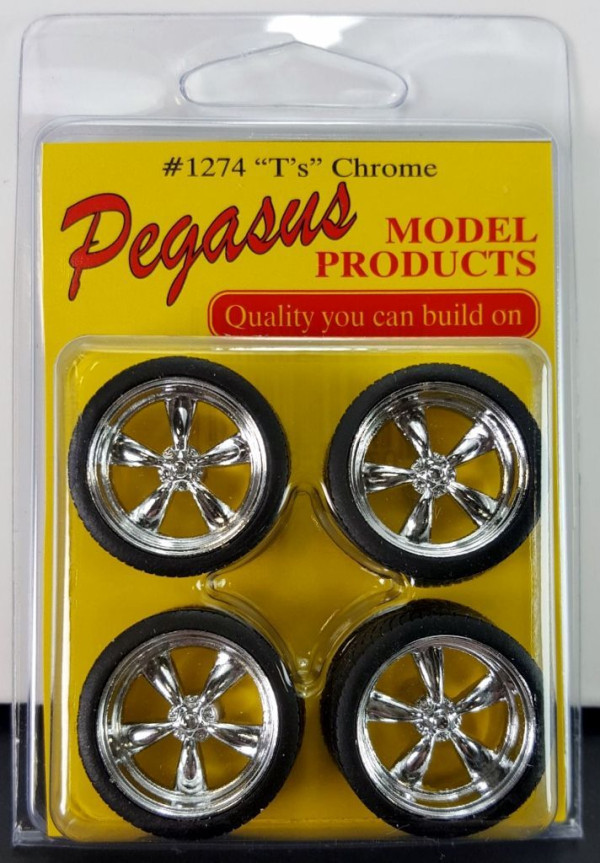 #1274 “T's” Chrome
Pegasus
MODEL
PRODUCTS
Quality you can build on